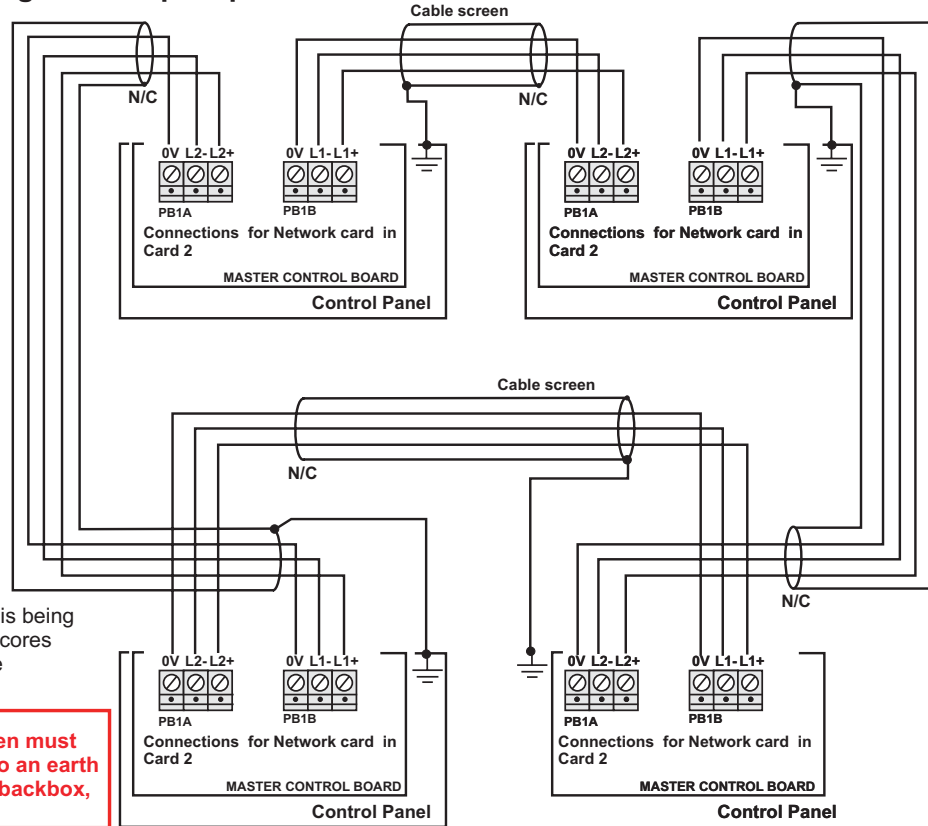 Cable screen
N/C
N/C
0V L2- L2+
0V L1- L1+
0V L2- L2+
0V L1- L1+
PB1A
PB1B
PB1A
PB1B
Connections for Network card in
Card 2
Connections for Network card in
Card 2
MASTER CONTROL BOARD
MASTER CONTROL BOARD
Control Panel
Control Panel
Cable screen
N/C
N/C
is being
cores
0V L2- L2+
0V L1- L1+
0V L2- L2+
0V L1- L1+
PB1A
PB1B
PB1A
PB1B
must
o an earth
backbox,
Connections for Network card in
Card 2
Connections for Network card in
Card 2
MASTER CONTROL BOARD
MASTER CONTROL BOARD
Control Panel
Control Panel